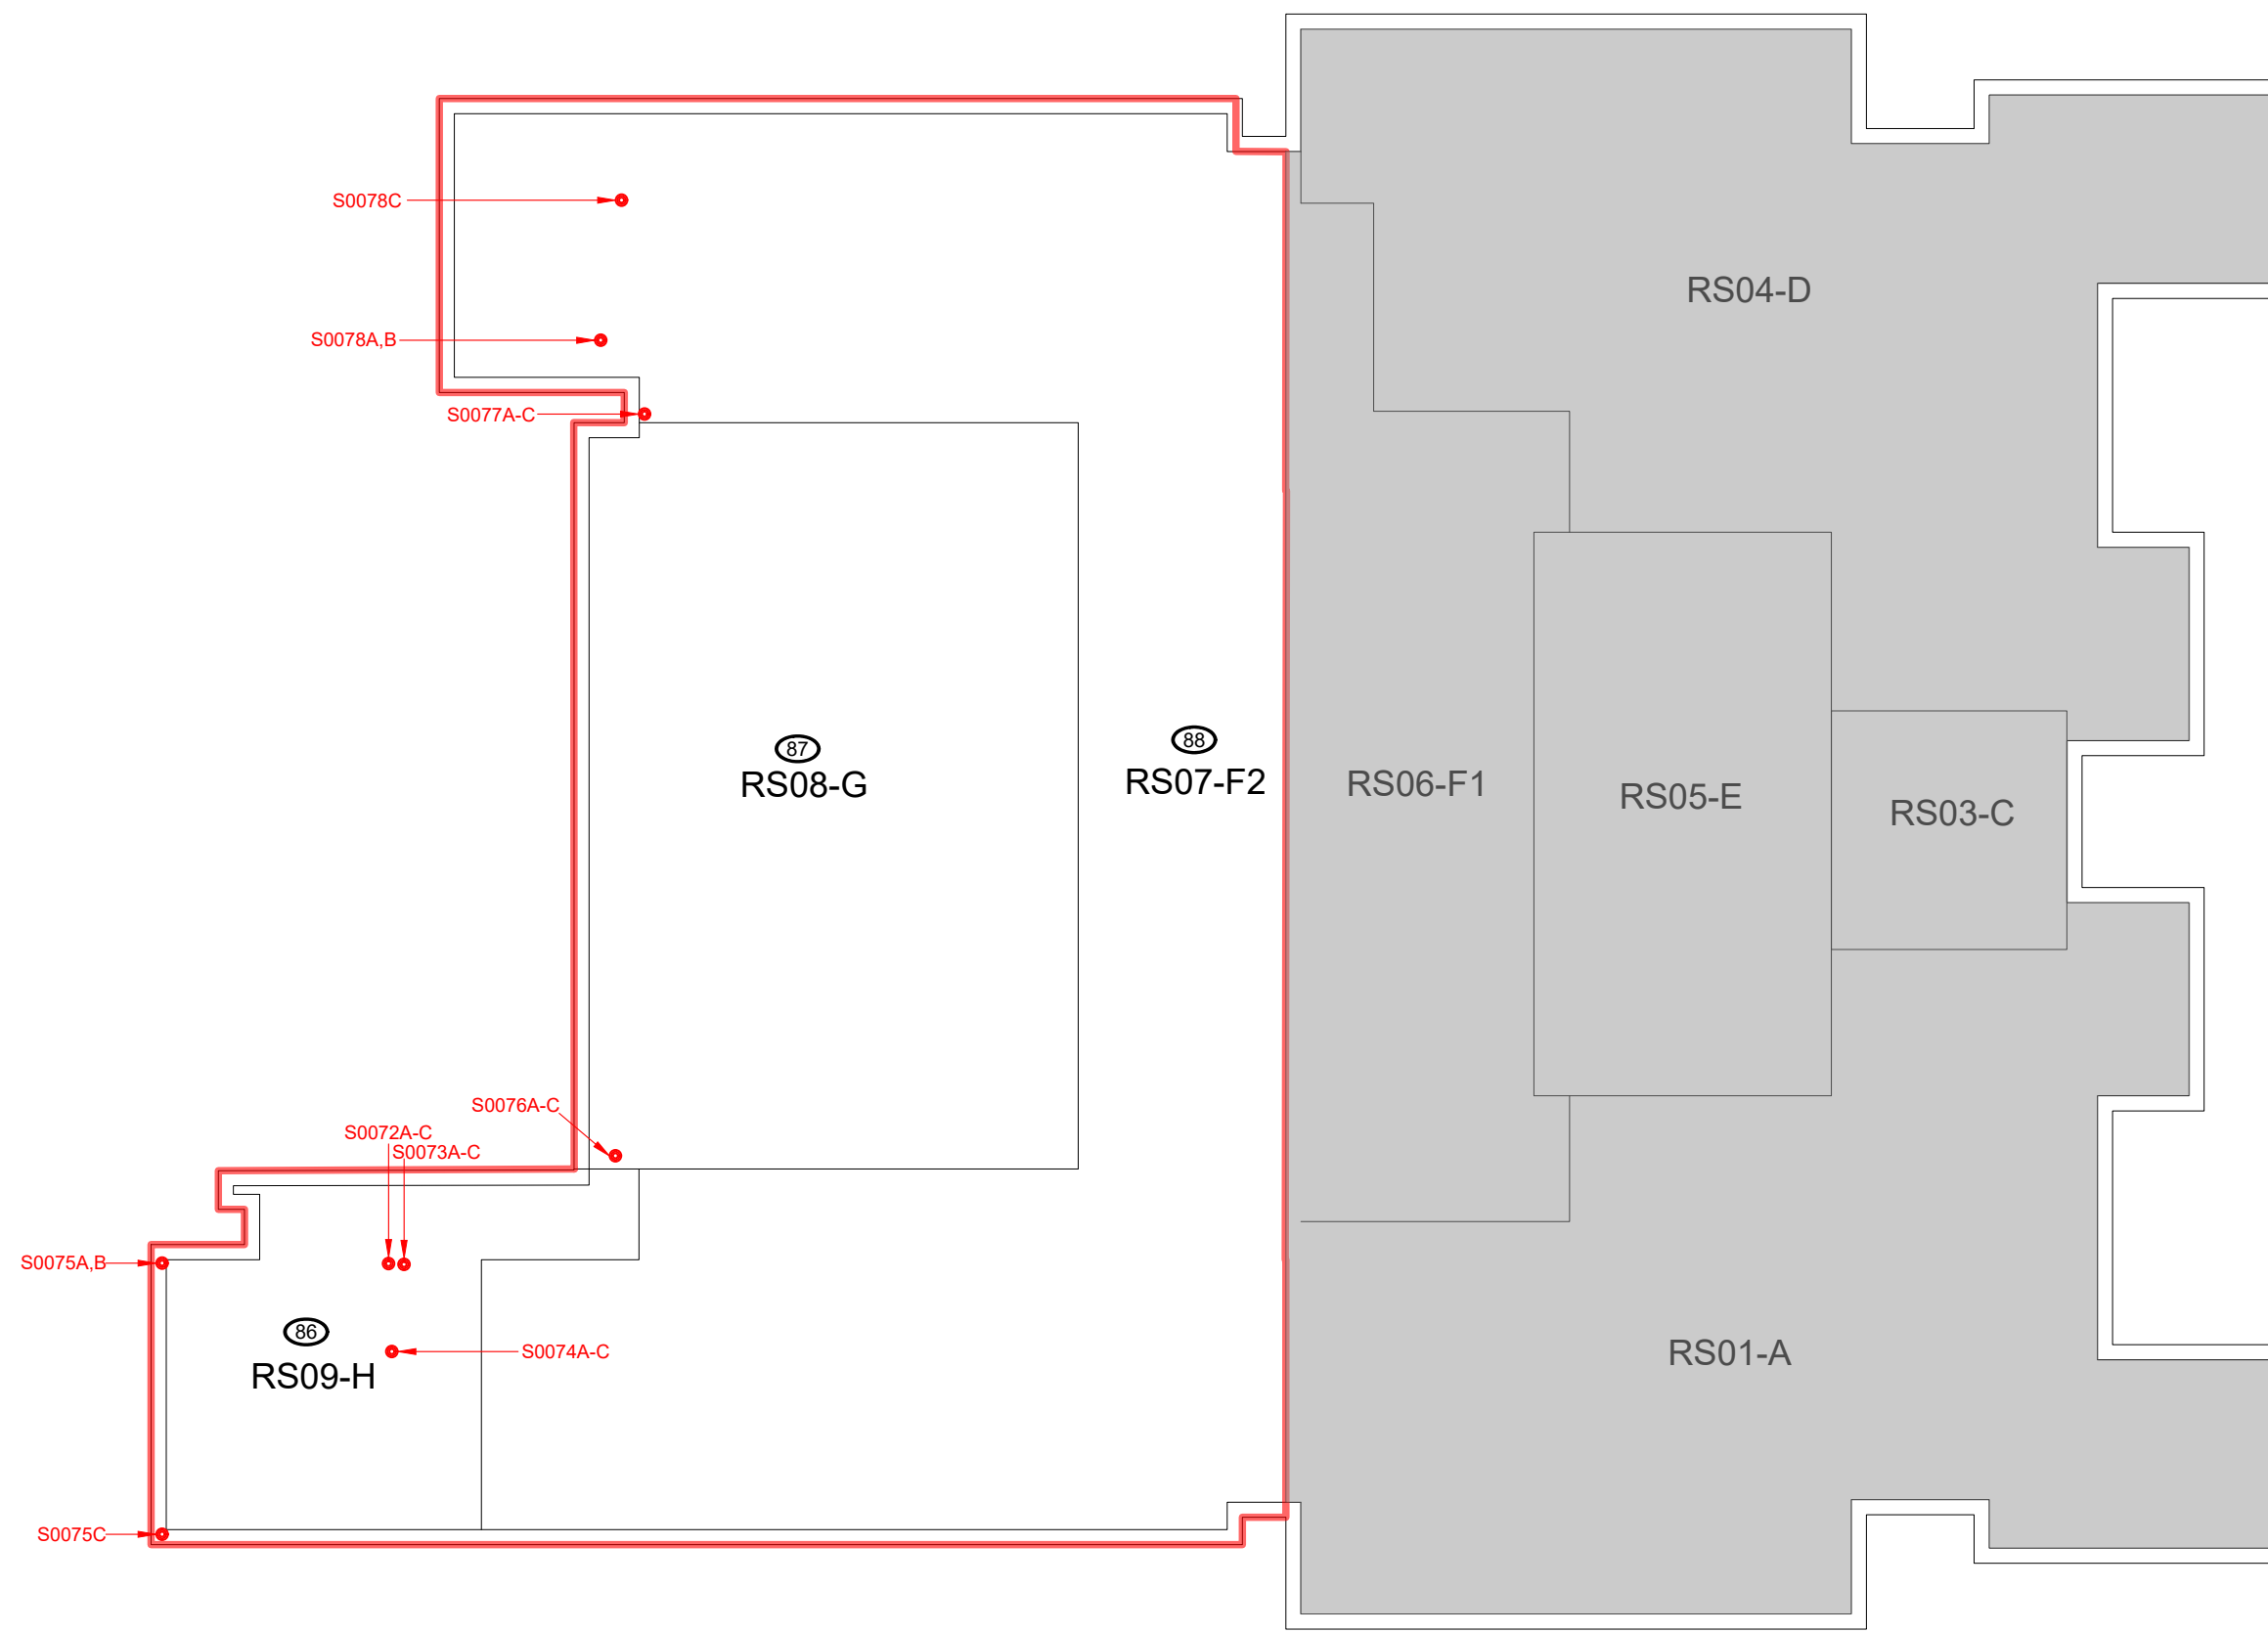 S0078C
RS04-D
S0078A,B
S0077A-C
88
87
RS07-F2
RS08-G
RS06-F1
RS05-E
RS03-C
S0076A-C
S0072A-C
S0073A-C
S0075A,B
86
S0074A-C
RS01-A
RS09-H
S0075C